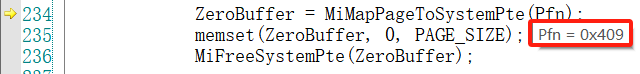 234 ZeroBuffer = MiMapPageToSystemPte(Pfn);
235 memset(ZeroBuffer, 0, PAGE_SIZE); Pfn = 0x409
236 MiFreeSystemPte(ZeroBuffer);